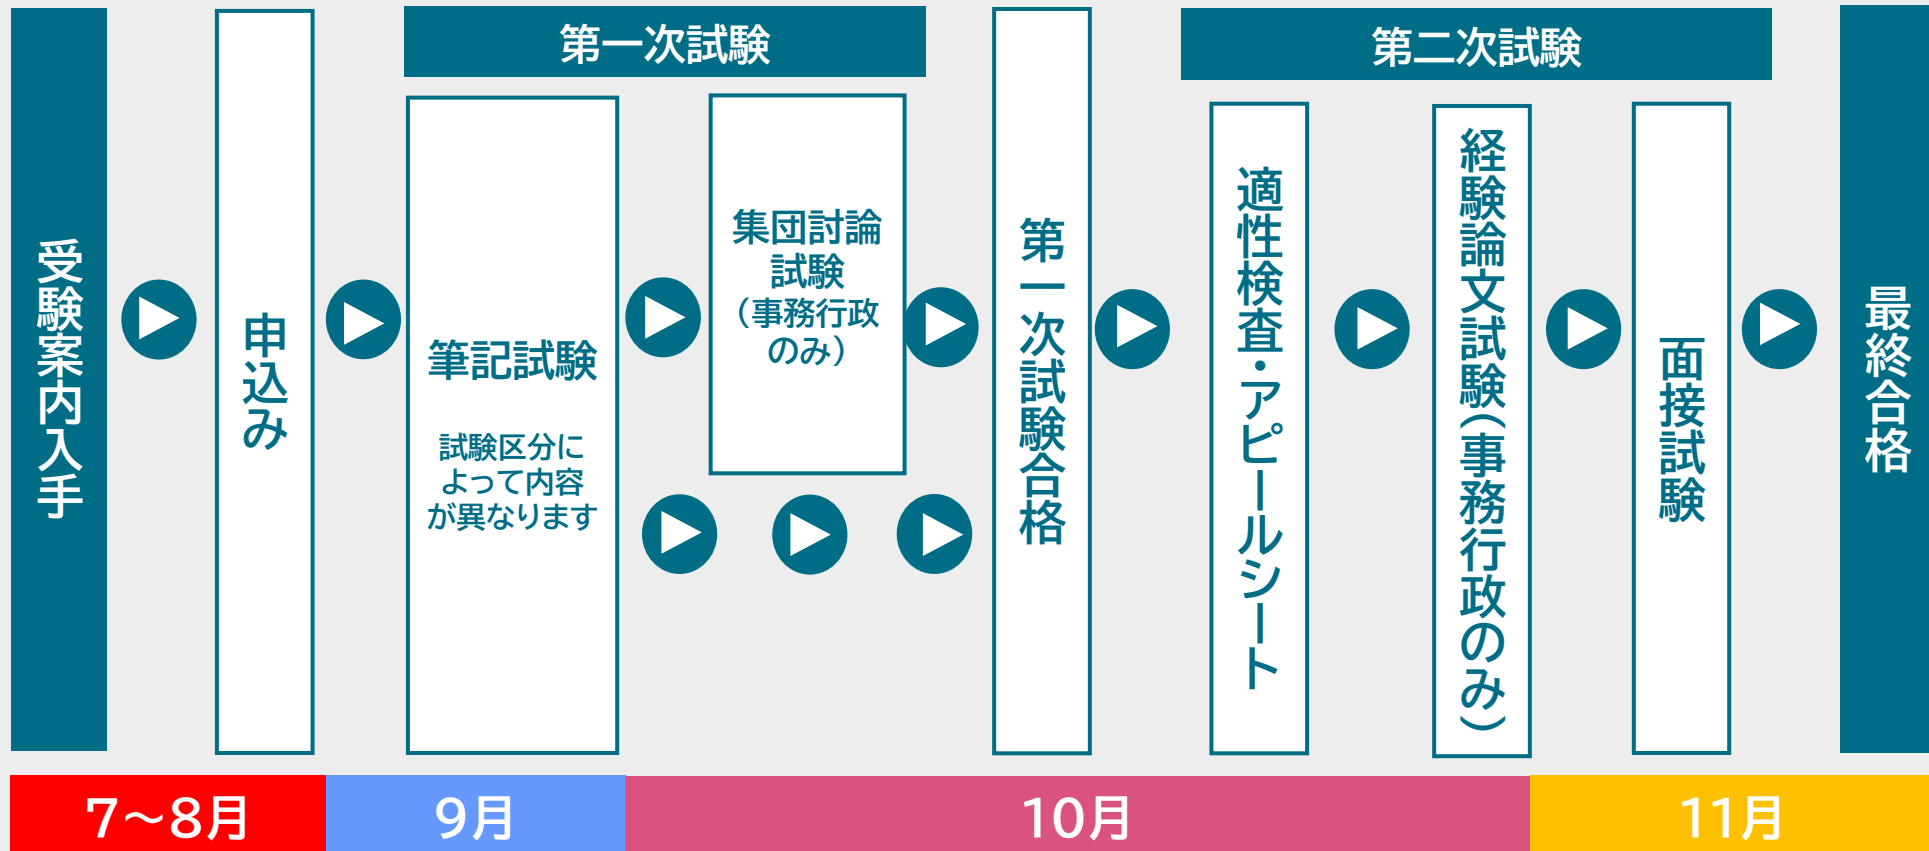 受験案内入手
申込み
第一次試験
筆記試験
試験区分に
よって内容
が異なります
集団討論
試験
（事務行政
のみ）
第一次試験合格
第二次試験
適性検査・アピールシート
経験論文試験（事務行政のみ）
面接試験
最終合格
7～8月
9月
10月
11月